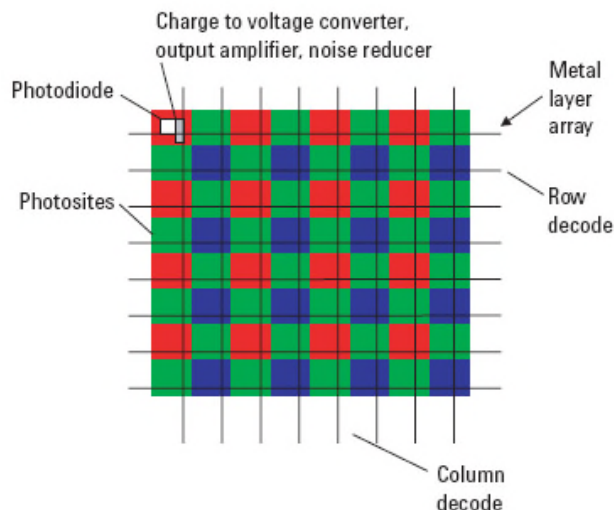 Charge to voltage converter,
output amplifier, noise reducer
Photodiode
Metal
layer
array
Photosites
Row
decode
Column
decode